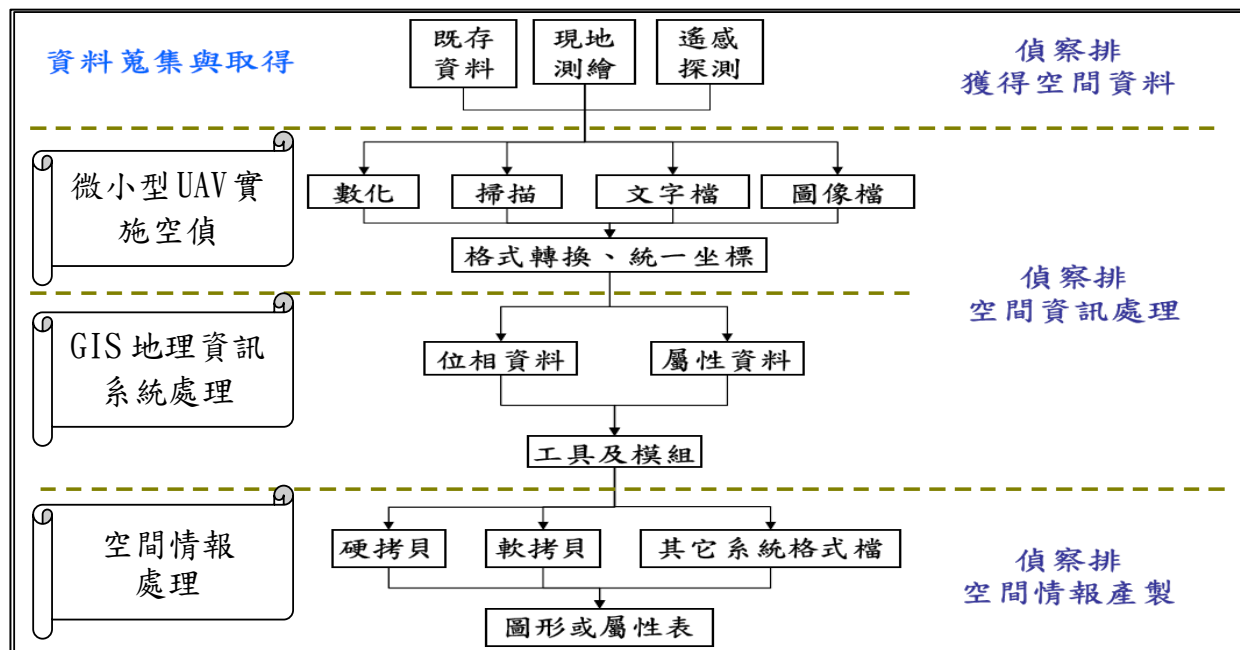 資料蒐集與取得
既存
資料
現地
測繪
遙感
探測
偵察排
獲得空間資料
微小型UAV實
施空偵
數化
掃描
文字檔
圖像檔
格式轉換、統一坐標
偵察排
空間資訊處理
GIS地理資訊
系統處理
位相資料
屬性資料
工具及模組
空間情報
處理
硬拷貝
軟拷貝
其它系統格式檔
偵察排
空間情報產製
圖形或屬性表